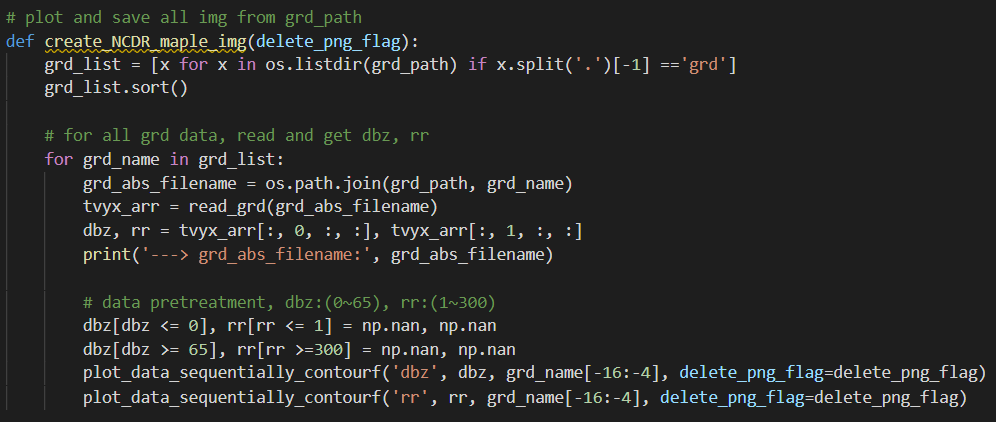 # plot and save all img from grd_path
def create_NCDR_maple_img(delete_png_flag):
    grd_list = [x for x in os.listdir(grd_path) if x.split('.')[-1] =='grd']
    grd_list.sort()

    # for all grd data, read and get dbz, rr
    for grd_name in grd_list:
        grd_abs_filename = os.path.join(grd_path, grd_name)
        tvyx_arr = read_grd(grd_abs_filename)
        dbz, rr = tvyx_arr[:, 0, :, :], tvyx_arr[:, 1, :, :]
        print('---> grd_abs_filename:', grd_abs_filename)

        # data pretreatment, dbz:(0~65), rr:(1~300)
        dbz[dbz <= 0], rr[rr <= 1] = np.nan, np.nan
        dbz[dbz >= 65], rr[rr >=300] = np.nan, np.nan
        plot_data_sequentially_contourf('dbz', dbz, grd_name[-16:-4], delete_png_flag=delete_png_flag)
        plot_data_sequentially_contourf('rr', rr, grd_name[-16:-4], delete_png_flag=delete_png_flag)